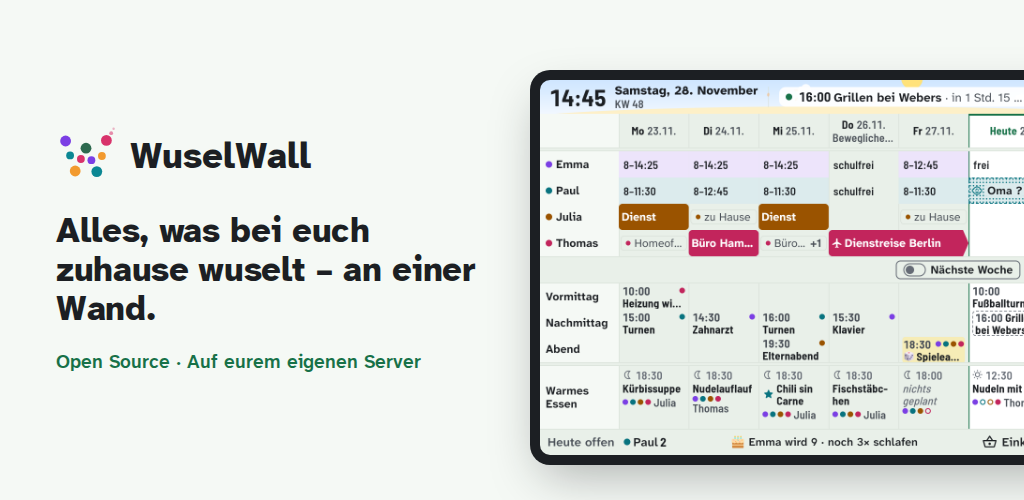 WuselWall
Alles, was bei euch
zuhause wuselt – an einer
Wand.
Open Source · Auf eurem eigenen Server
14:45 Samstag, 28. November
KW 48
16:00 Grillen bei Webers · in 1 Std. 15 ...
Mo 23.11. Di 24.11. Mi 25.11. Do 26.11. Fr 27.11. Heute 2
Bewegliche...
Emma 8–14:25 8–14:25 8–14:25 schulfrei 8–12:45 frei
Paul 8–11:30 8–12:45 8–11:30 schulfrei 8–11:30 Oma ?
Julia Dienst zu Hause Dienst zu Hause
Thomas Homeof... Büro Ham... Büro... +1 Dienstreise Berlin
Nächste Woche
Vormittag
Nachmittag
Abend
10:00
Heizung wi...
15:00
Turnen
14:30
Zahnarzt
16:00
Turnen
19:30
Elternabend
15:30
Klavier
18:30
Spielea...
10:00
Fußballturn
16:00 Grill
bei Webers
Warmes
Essen
18:30
Kürbissuppe
Julia
18:30
Nudelauflauf
Thomas
18:30
Chili sin
Carne
Julia
18:30
Fischstäbc-
hen
Julia
18:00
nichts
geplant
12:30
Nudeln mit
Thor
Heute offen Paul 2 Emma wird 9 · noch 3× schlafen Eink